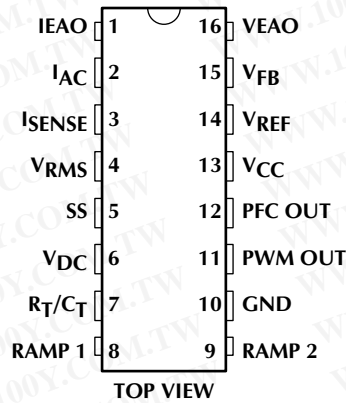 IEAO 1 16 VEAO
IAC 2 15 VFB
ISENSE 3 14 VREF
VRMS 4 13 VCC
SS 5 12 PFC OUT
VDC 6 11 PWM OUT
RT/CT 7 10 GND
RAMP 1 8 9 RAMP 2
TOP VIEW